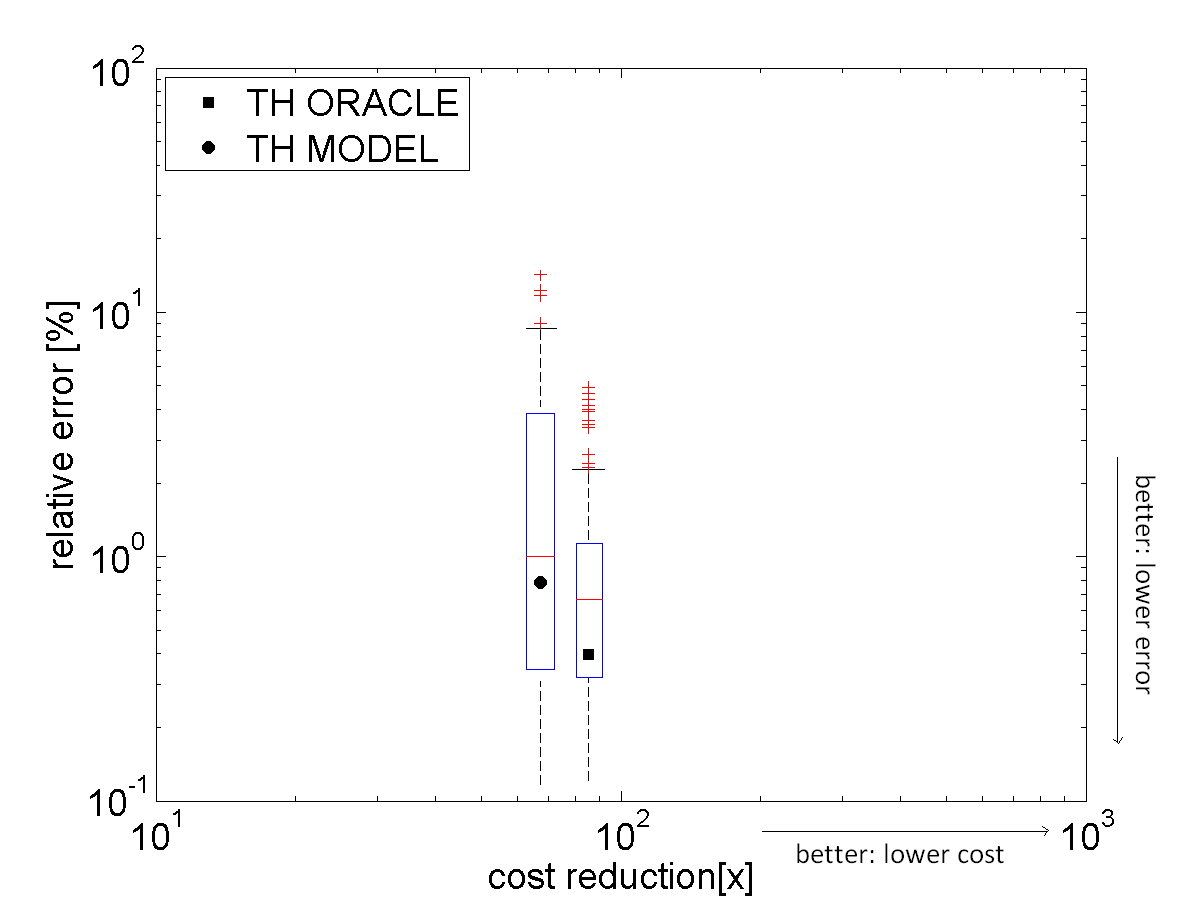 10^2
TH ORACLE
TH MODEL
10^1
10^0
10^-1
relative error [%]
10^1
10^2
10^3
cost reduction[x]
better: lower cost
better: lower error